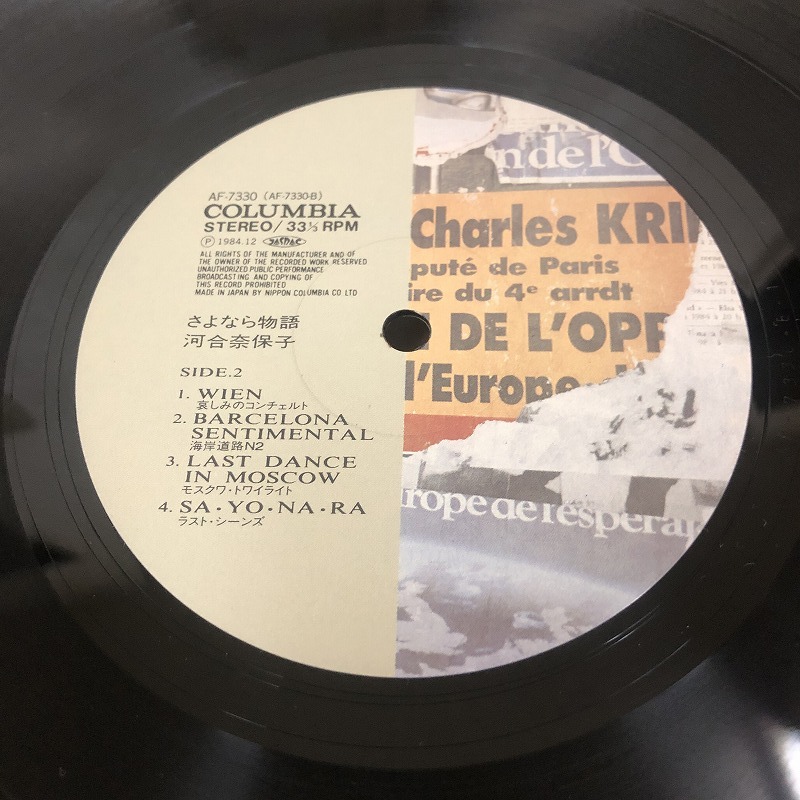 AF-7330 (AF-7330-B)
COLUMBIA
STEREO/33⅓RPM
Ⓟ 1984.12 JASRAC
ALL RIGHTS OF THE MANUFACTURER AND OF
THE OWNER OF THE RECORDED WORK RESERVED
UNAUTHORIZED PUBLIC PERFORMANCE
BROADCASTING AND COPYING OF
THIS RECORD PROHIBITED
MADE IN JAPAN BY NIPPON COLUMBIA CO LTD
さよなら物語
河合奈保子
SIDE.2
1. WIEN
哀しみのコンチェルト
2. BARCELONA
SENTIMENTAL
海岸道路N2
3. LAST DANCE
IN MOSCOW
モスクワ・トワイライト
4. SA・YO・NA・RA
ラスト・シーンズ
ndel'O
Charles KRI
puté de Paris
ire du 4e arrdt
DE L'OPP
l'Europe
urope de l'espéra